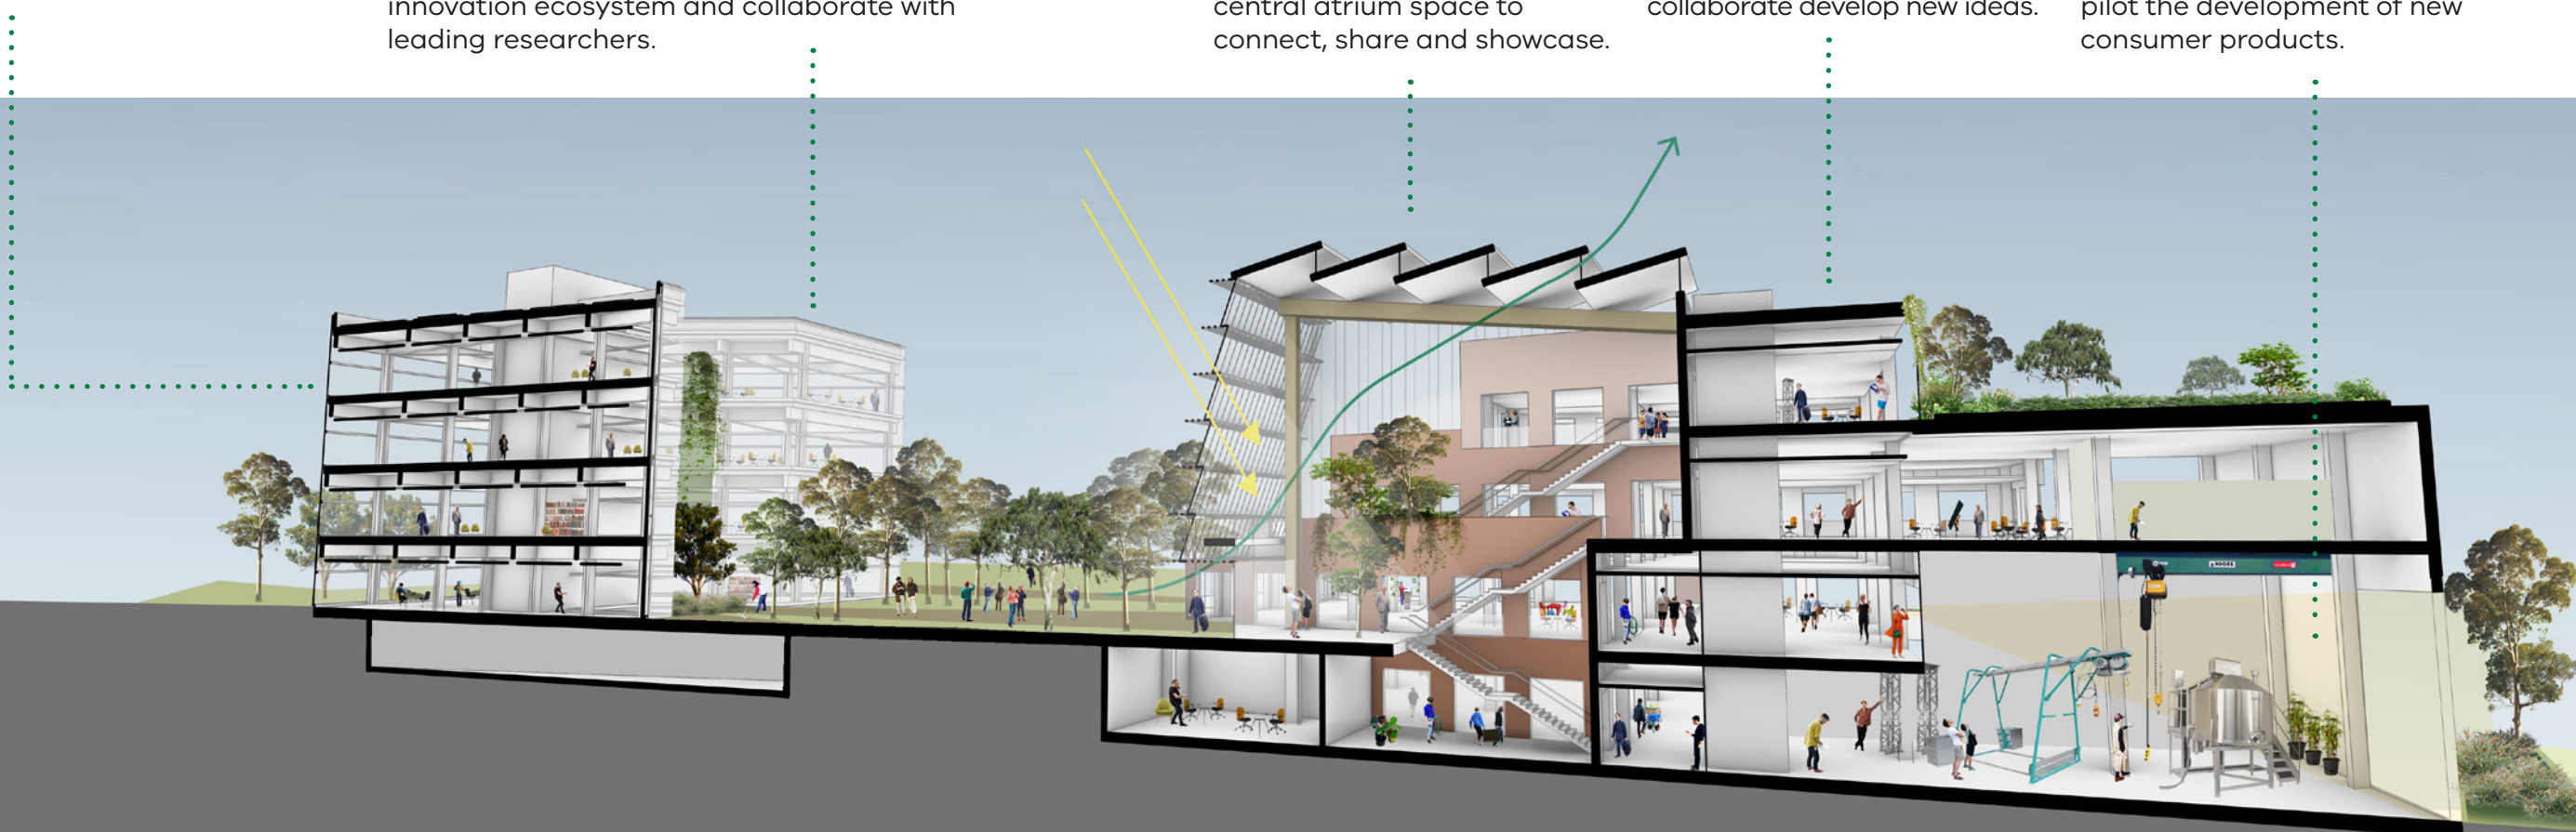 innovation ecosystem and collaborate with
leading researchers.
central atrium space to
connect, share and showcase.
collaborate develop new ideas.
pilot the development of new
consumer products.